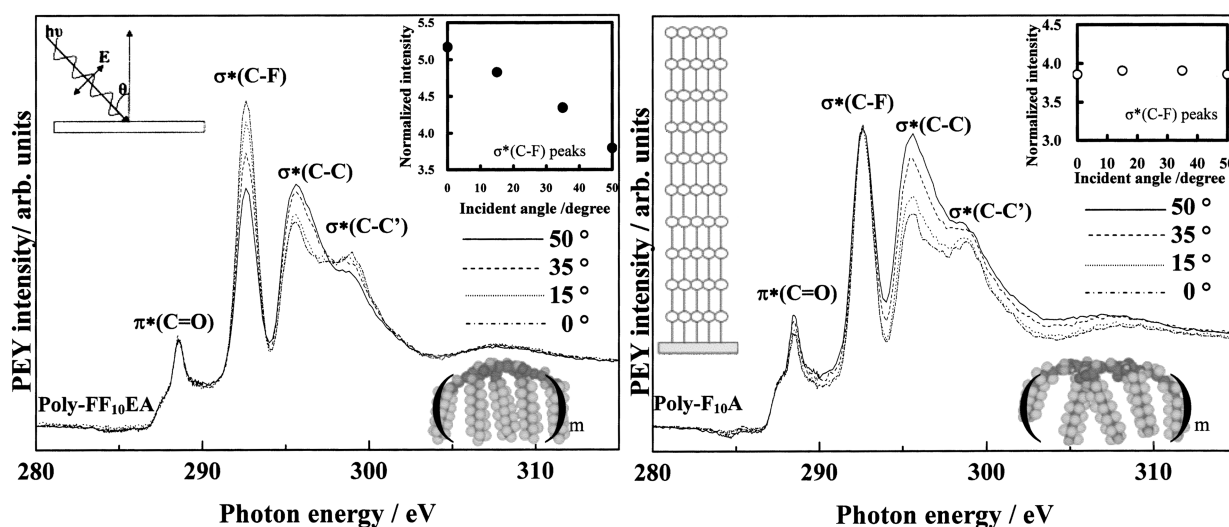 hυ
E
θ
σ*(C-F)
σ*(C-C)
σ*(C-C')
π*(C=O)
Poly-FF₁₀EA
PEY intensity/ arb. units
280
290
300
310
Photon energy / eV
Normalized intensity
5.5
5.0
4.5
4.0
3.5
σ*(C-F) peaks
0 10 20 30 40 50
Incident angle /degree
50 °
35 °
15 °
0 °
m
σ*(C-F)
σ*(C-C)
σ*(C-C')
π*(C=O)
Poly-F₁₀A
PEY intensity/ arb. units
280
290
300
310
Photon energy / eV
Normalized intensity
4.5
4.0
3.5
3.0
σ*(C-F) peaks
0 10 20 30 40 50
Incident angle /degree
50 °
35 °
15 °
0 °
m